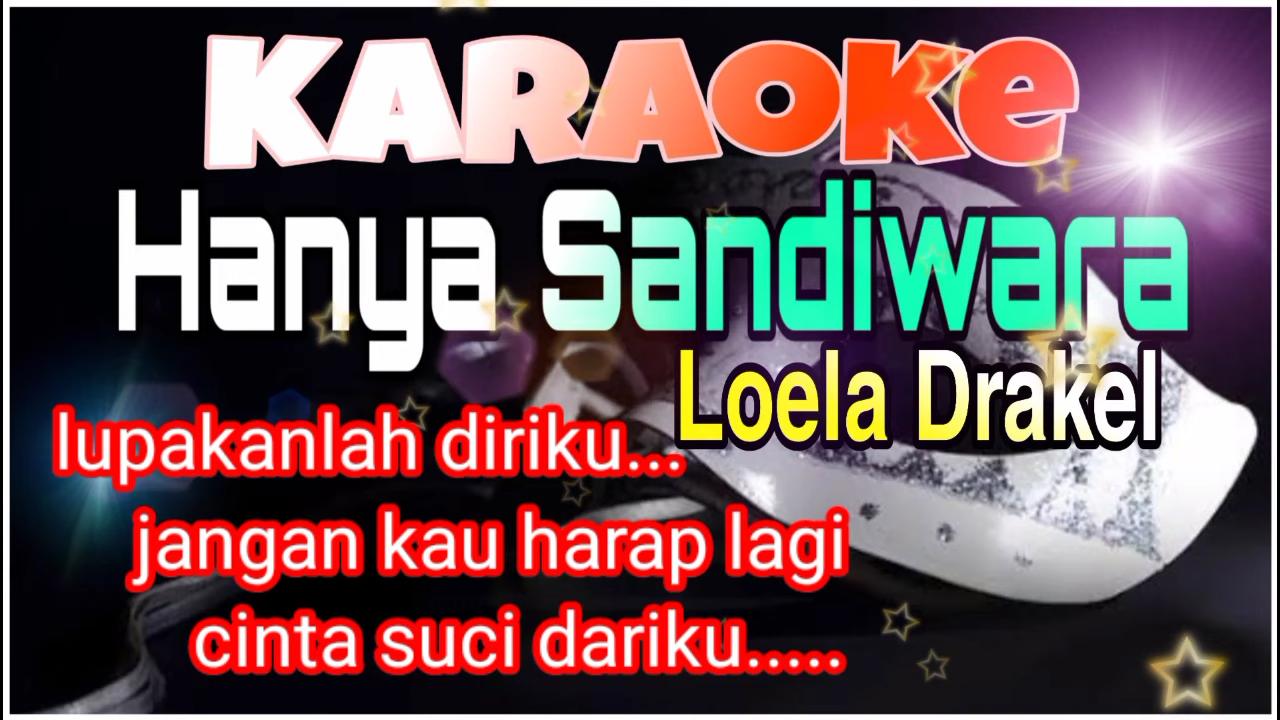 KARAOKE
Hanya Sandiwara
Loela Drakel
lupakanlah diriku...
jangan kau harap lagi
cinta suci dariku.....